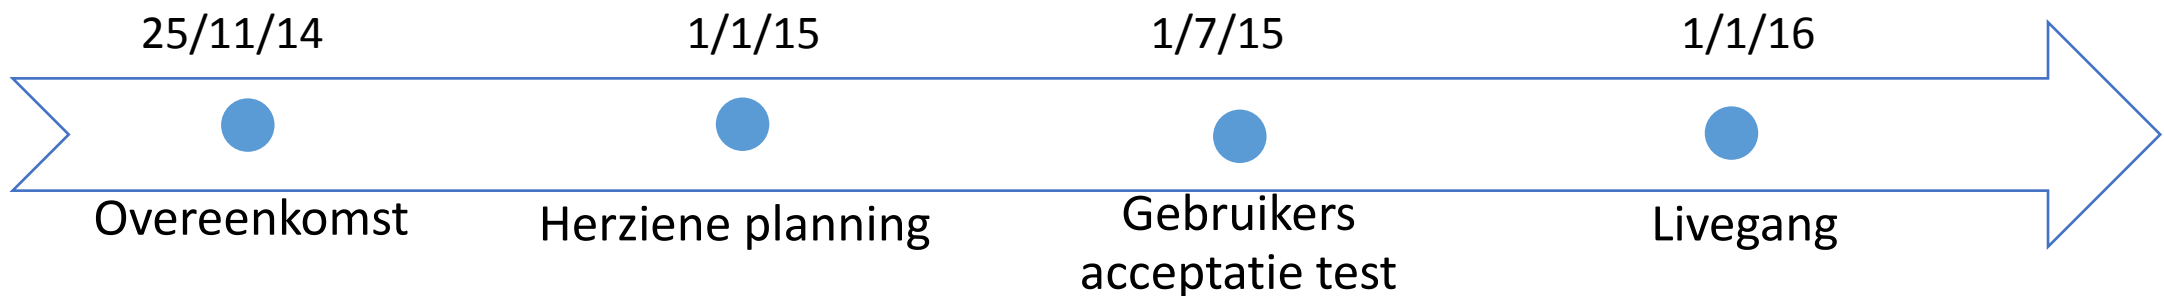 25/11/14
1/1/15
1/7/15
1/1/16
Overeenkomst
Herziene planning
Gebruikers
acceptatie test
Livegang